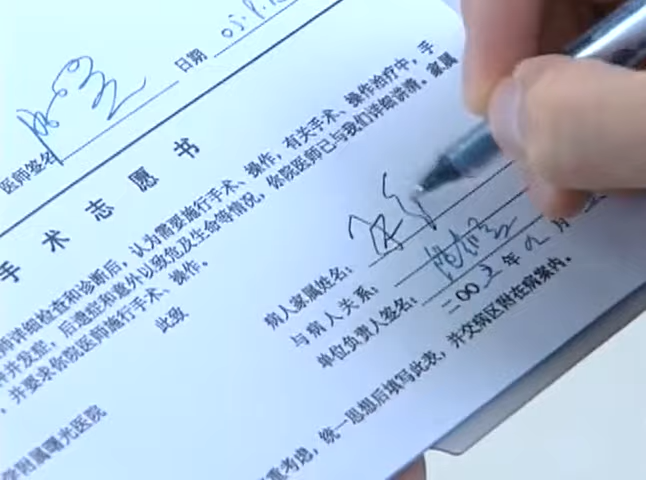 日期 03.9.
医师签名
手术志愿书
师详细检查和诊断后，认为需要施行手术、操作，有关手术、操作治疗中，手
并发症，后遗症和意外以致危及生命等情况，你院医师已与我们详细讲清。家属
，并要求你院医师施行手术、操作。
此致
病人家属姓名：
与病人关系：
单位负责人签名：
二00三年9月
学附属曙光医院
重考虑，统一思想后填写此表，并交病区附在病案内。